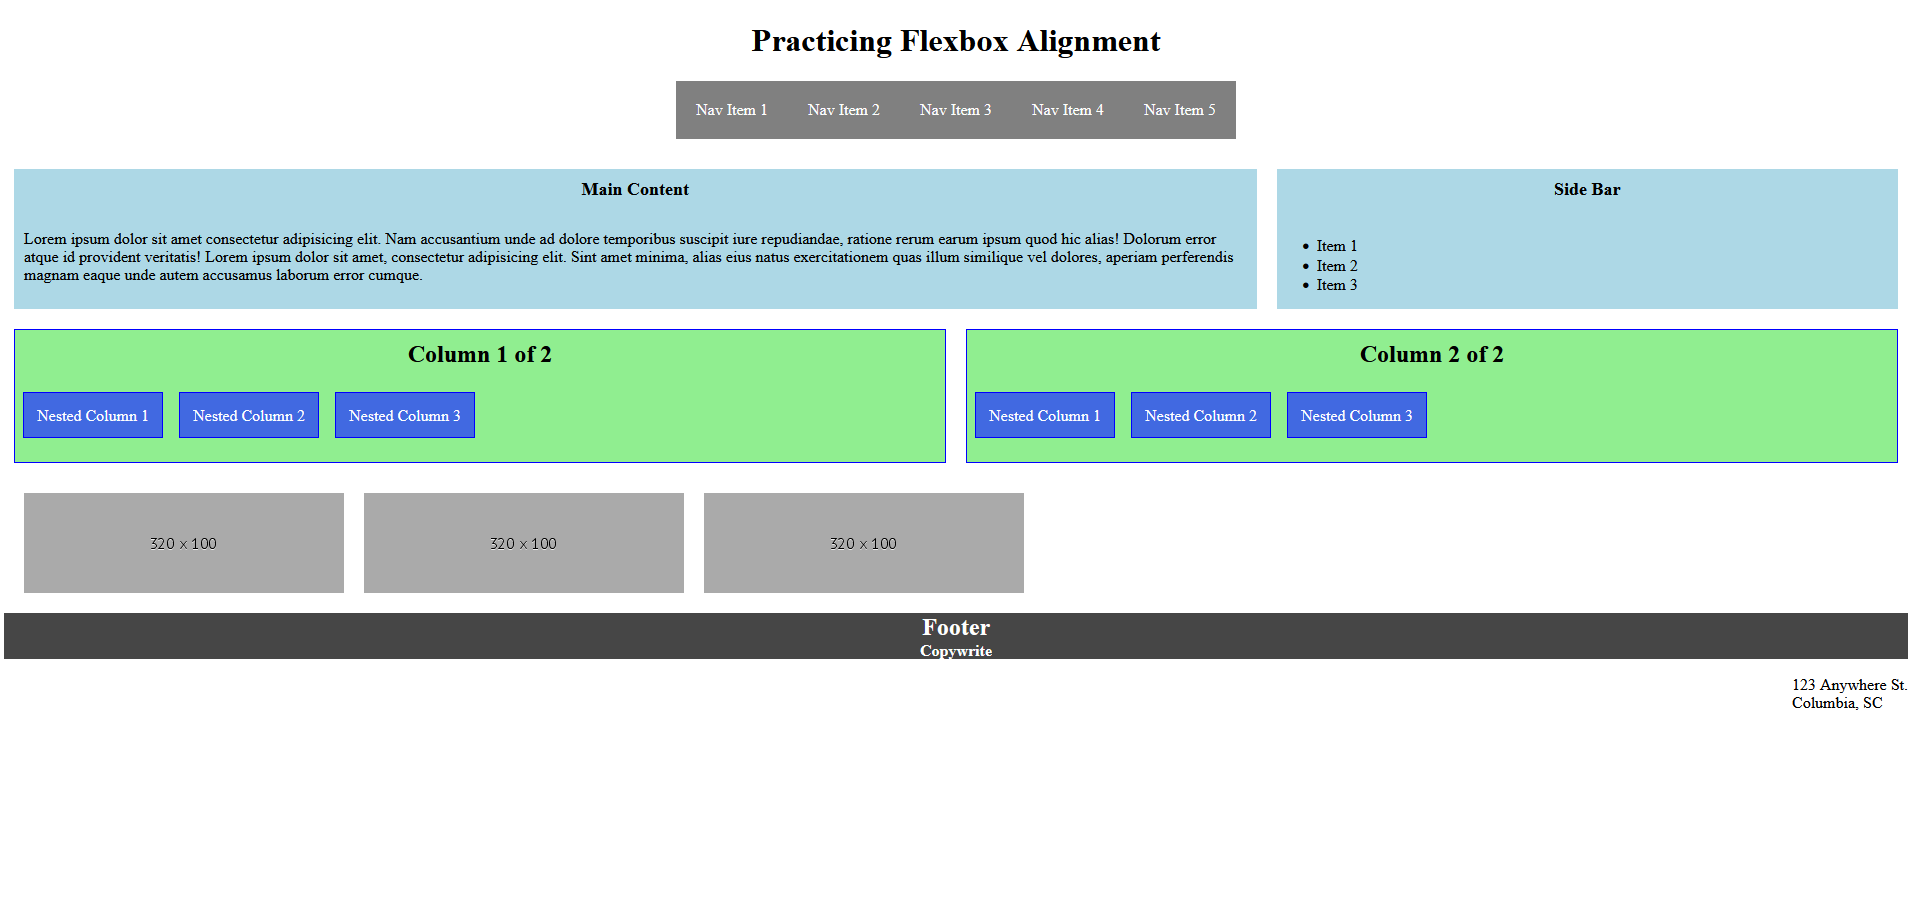 Practicing Flexbox Alignment
Nav Item 1 Nav Item 2 Nav Item 3 Nav Item 4 Nav Item 5
Main Content
Lorem ipsum dolor sit amet consectetur adipisicing elit. Nam accusantium unde ad dolore temporibus suscipit iure repudiandae, ratione rerum earum ipsum quod hic alias! Dolorum error
atque id provident veritatis! Lorem ipsum dolor sit amet, consectetur adipisicing elit. Sint amet minima, alias eius natus exercitationem quas illum similique vel dolores, aperiam perferendis
magnam eaque unde autem accusamus laborum error cumque.
Side Bar
• Item 1
• Item 2
• Item 3
Column 1 of 2
Nested Column 1 Nested Column 2 Nested Column 3
Column 2 of 2
Nested Column 1 Nested Column 2 Nested Column 3
320 x 100 320 x 100 320 x 100
Footer
Copywrite
123 Anywhere St.
Columbia, SC